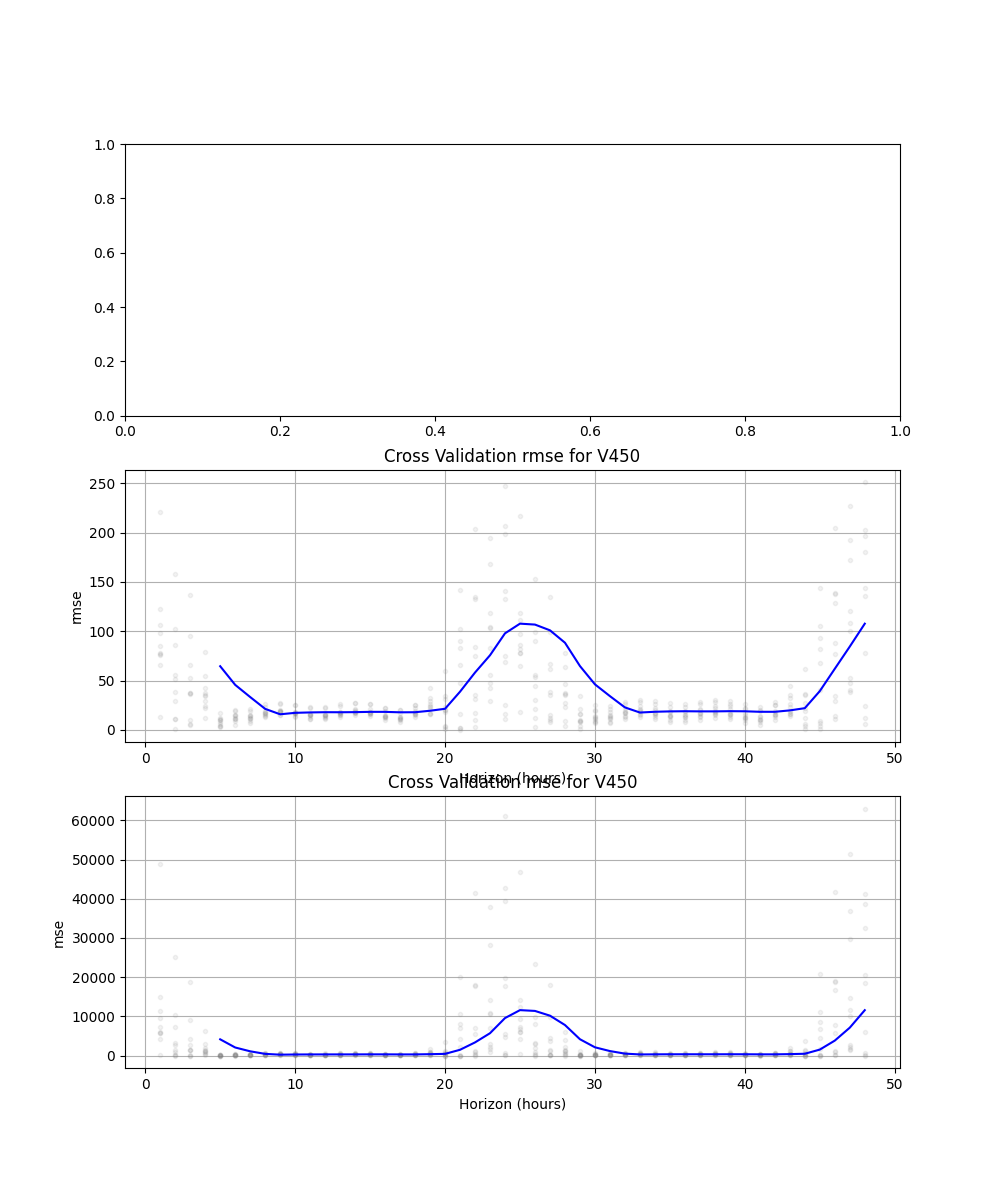 1.0
0.8
0.6
0.4
0.2
0.0
0.0 0.2 0.4 0.6 0.8 1.0
Cross Validation rmse for V450
250
200
150
100
50
0
rmse
0 10 20 30 40 50
Horizon (hours)
Cross Validation mse for V450
60000
50000
40000
30000
20000
10000
0
mse
0 10 20 30 40 50
Horizon (hours)